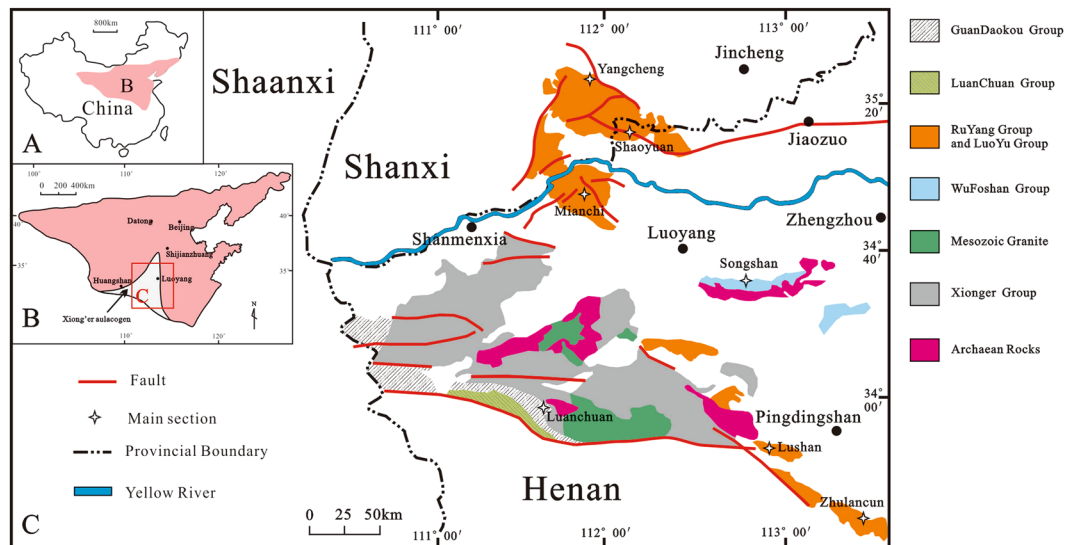 800km
B
China
A
100°
110°
120°
0 200 400km
40
40
35°
35
Datong
Beijing
Shijianzhuang
Huangshan
Luoyang
C
Xiong'er aulacogen
N
B
110°
120°
Fault
Main section
Provincial Boundary
Yellow River
C
111° 00′
112° 00′
113° 00′
Shaanxi
Shanxi
Henan
Yangcheng
Jincheng
35°
20′
Shaoyuan
Jiaozuo
Mianchi
Shanmenxia
Luoyang
Zhengzhou
34°
40′
Songshan
34°
00′
Luanchuan
Pingdingshan
Lushan
Zhulancun
0 25 50km
111° 00′
112° 00′
113° 00′
GuanDaokou Group
LuanChuan Group
RuYang Group
and LuoYu Group
WuFoshan Group
Mesozoic Granite
Xionger Group
Archaean Rocks